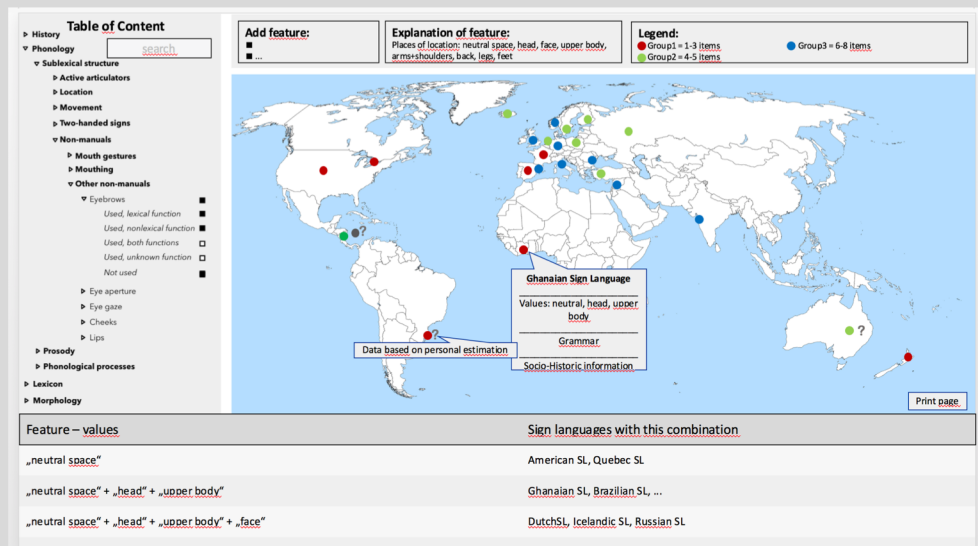 Table of Content
History
Phonology
search
Sublexical structure
Active articulators
Location
Movement
Two-handed signs
Non-manuals
Mouth gestures
Mouthing
Other non-manuals
Eyebrows
Used, lexical function
Used, nonlexical function
Used, both functions
Used, unknown function
Not used
Eye aperture
Eye gaze
Cheeks
Lips
Prosody
Phonological processes
Lexicon
Morphology
Add feature:
...
Explanation of feature:
Places of location: neutral space, head, face, upper body,
arms+shoulders, back, legs, feet
Legend:
Group1 = 1-3 items
Group3 = 6-8 items
Group2 = 4-5 items
?
?
?
Ghanaian Sign Language
Values: neutral, head, upper
body
Grammar
Socio-Historic information
Data based on personal estimation
Print page
Feature – values
Sign languages with this combination
„neutral space“
American SL, Quebec SL
„neutral space“ + „head“ + „upper body“
Ghanaian SL, Brazilian SL, ...
„neutral space“ + „head“ + „upper body“ + „face“
DutchSL, Icelandic SL, Russian SL